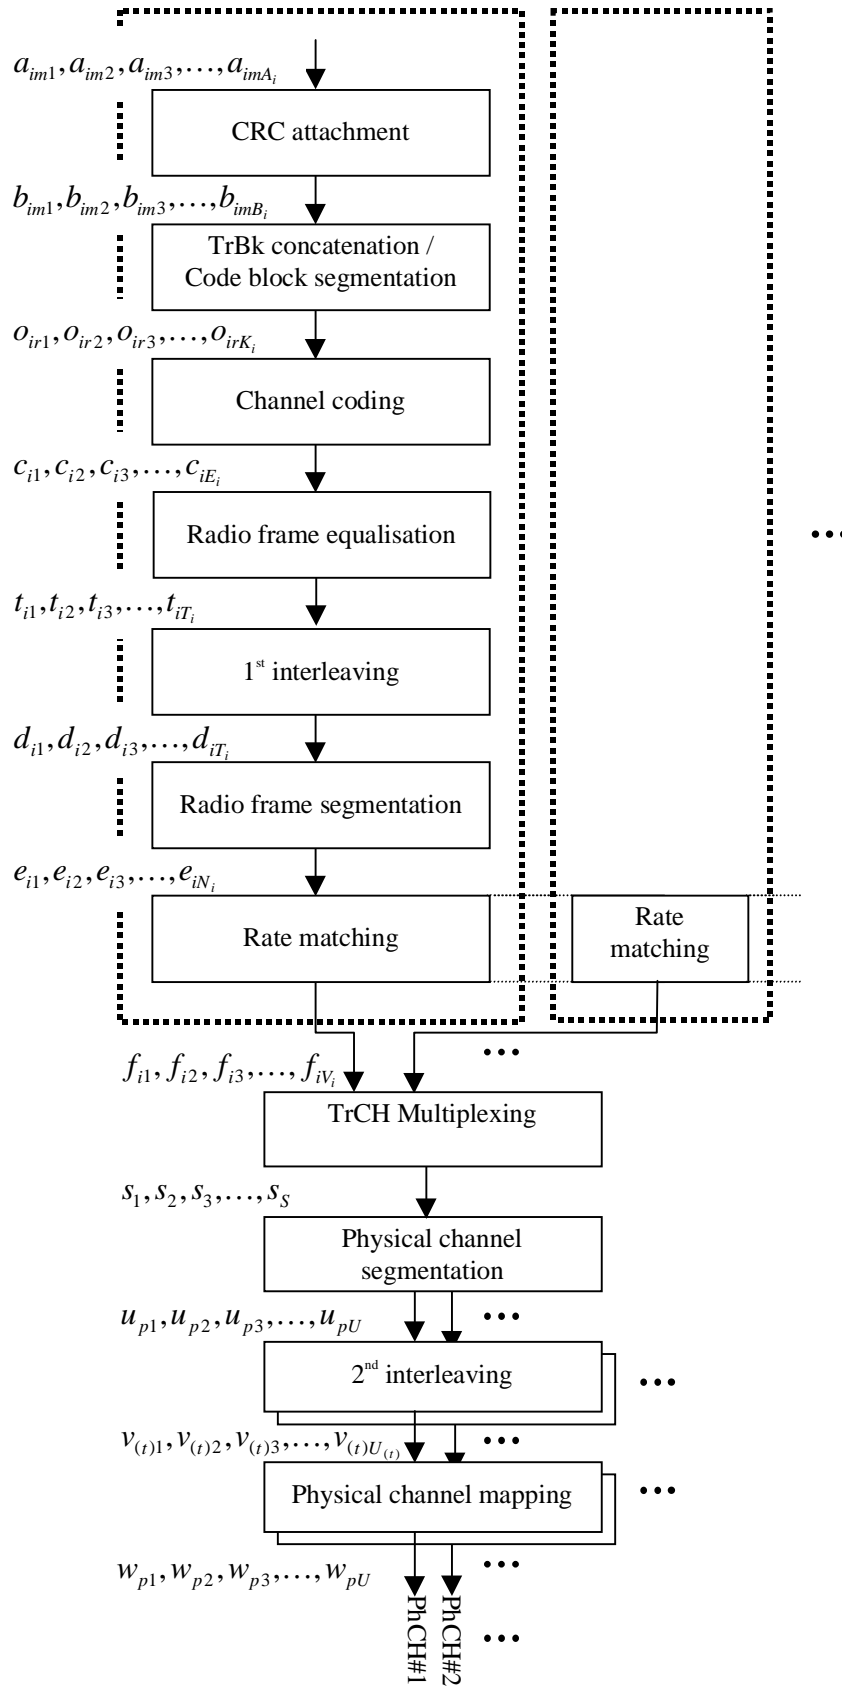 a_{im1}, a_{im2}, a_{im3}, …, a_{imA_i}
CRC attachment
b_{im1}, b_{im2}, b_{im3}, …, b_{imB_i}
TrBk concatenation /
Code block segmentation
o_{ir1}, o_{ir2}, o_{ir3}, …, o_{irK_i}
Channel coding
c_{i1}, c_{i2}, c_{i3}, …, c_{iE_i}
Radio frame equalisation
…
t_{i1}, t_{i2}, t_{i3}, …, t_{iT_i}
1st interleaving
d_{i1}, d_{i2}, d_{i3}, …, d_{iT_i}
Radio frame segmentation
e_{i1}, e_{i2}, e_{i3}, …, e_{iN_i}
Rate matching
Rate
matching
…
f_{i1}, f_{i2}, f_{i3}, …, f_{iV_i}
TrCH Multiplexing
s_1, s_2, s_3, …, s_S
Physical channel
segmentation
u_{p1}, u_{p2}, u_{p3}, …, u_{pU}
…
2nd interleaving
…
v_{(t)1}, v_{(t)2}, v_{(t)3}, …, v_{(t)U_{(t)}}
…
Physical channel mapping
…
w_{p1}, w_{p2}, w_{p3}, …, w_{pU}
…
PhCH#1
PhCH#2
…